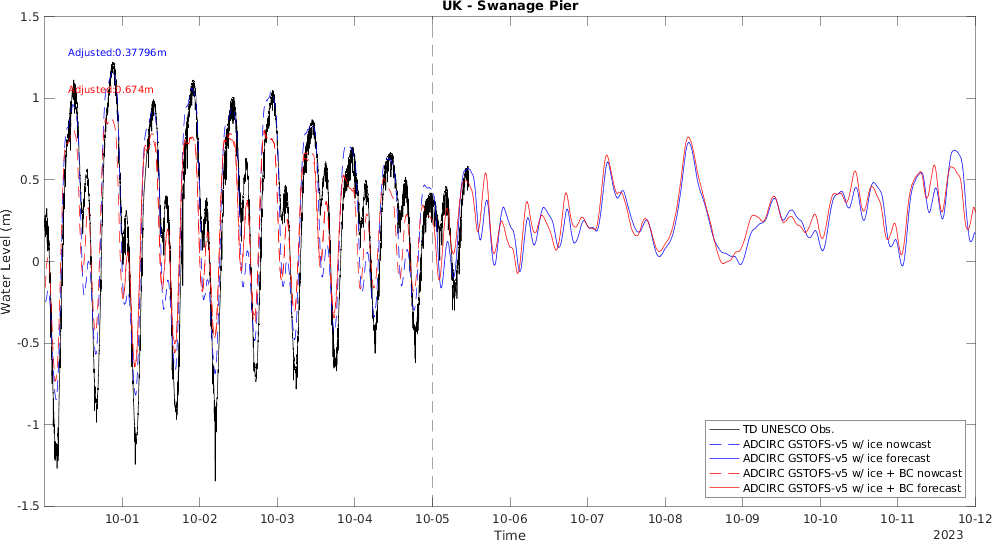 UK - Swanage Pier
1.5
1
0.5
0
-0.5
-1
-1.5
Water Level (m)
Adjusted:0.37796m
Adjusted:0.674m
TD UNESCO Obs.
ADCIRC GSTOFS-v5 w/ ice nowcast
ADCIRC GSTOFS-v5 w/ ice forecast
ADCIRC GSTOFS-v5 w/ ice + BC nowcast
ADCIRC GSTOFS-v5 w/ ice + BC forecast
10-01 10-02 10-03 10-04 10-05 10-06 10-07 10-08 10-09 10-10 10-11 10-12
Time
2023